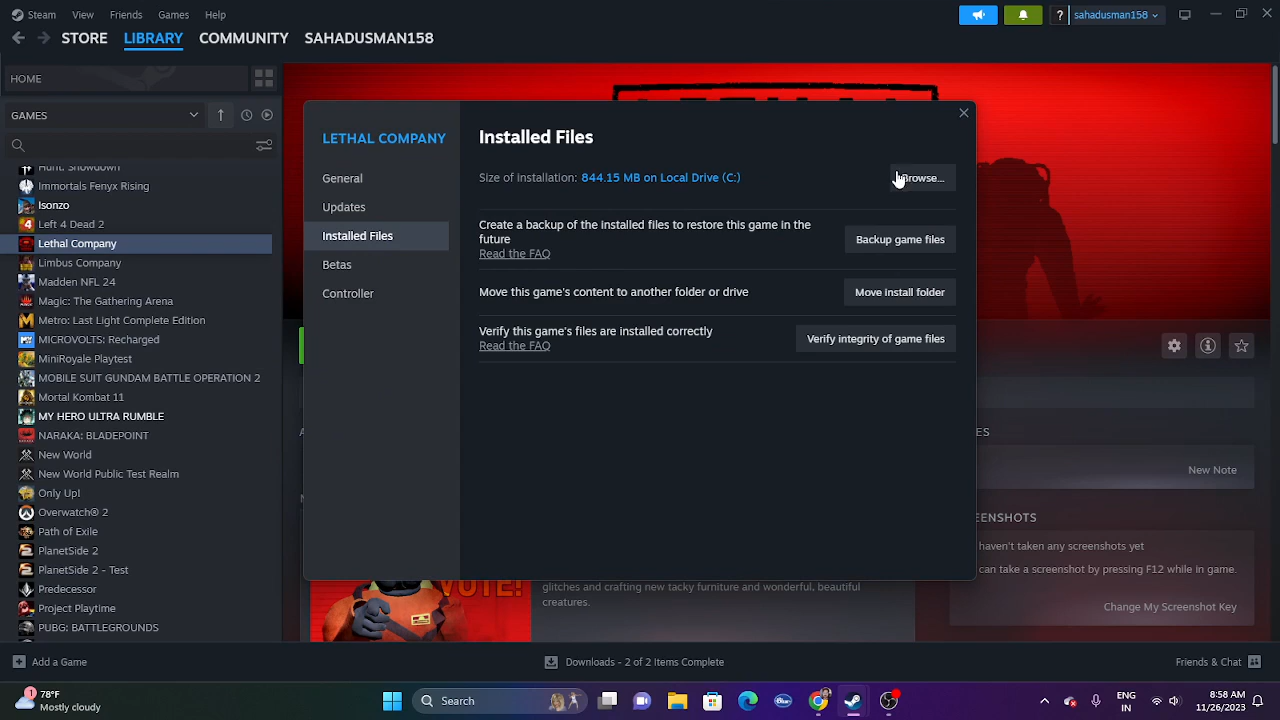 Steam View Friends Games Help
sahadusman158
STORE LIBRARY COMMUNITY SAHADUSMAN158
HOME
GAMES
Hunt: Showdown
Immortals Fenyx Rising
Isonzo
Left 4 Dead 2
Lethal Company
Limbus Company
Madden NFL 24
Magic: The Gathering Arena
Metro: Last Light Complete Edition
MICROVOLTS: Recharged
MiniRoyale Playtest
MOBILE SUIT GUNDAM BATTLE OPERATION 2
Mortal Kombat 11
MY HERO ULTRA RUMBLE
NARAKA: BLADEPOINT
New World
New World Public Test Realm
Only Up!
Overwatch® 2
Path of Exile
PlanetSide 2
PlanetSide 2 - Test
Predecessor
Project Playtime
PUBG: BATTLEGROUNDS
LETHAL COMPANY
General
Updates
Installed Files
Betas
Controller
Installed Files
Size of installation: 844.15 MB on Local Drive (C:)
Browse...
Create a backup of the installed files to restore this game in the
future
Read the FAQ
Backup game files
Move this game's content to another folder or drive
Move install folder
Verify this game's files are installed correctly
Read the FAQ
Verify integrity of game files
ES
New Note
EENSHOTS
haven't taken any screenshots yet
can take a screenshot by pressing F12 while in game.
Change My Screenshot Key
VOTE!
glitches and crafting new tacky furniture and wonderful, beautiful
creatures.
Add a Game
Downloads - 2 of 2 Items Complete
Friends & Chat
78°F
Mostly cloudy
Search
ENG
IN
8:58 AM
11/26/2023